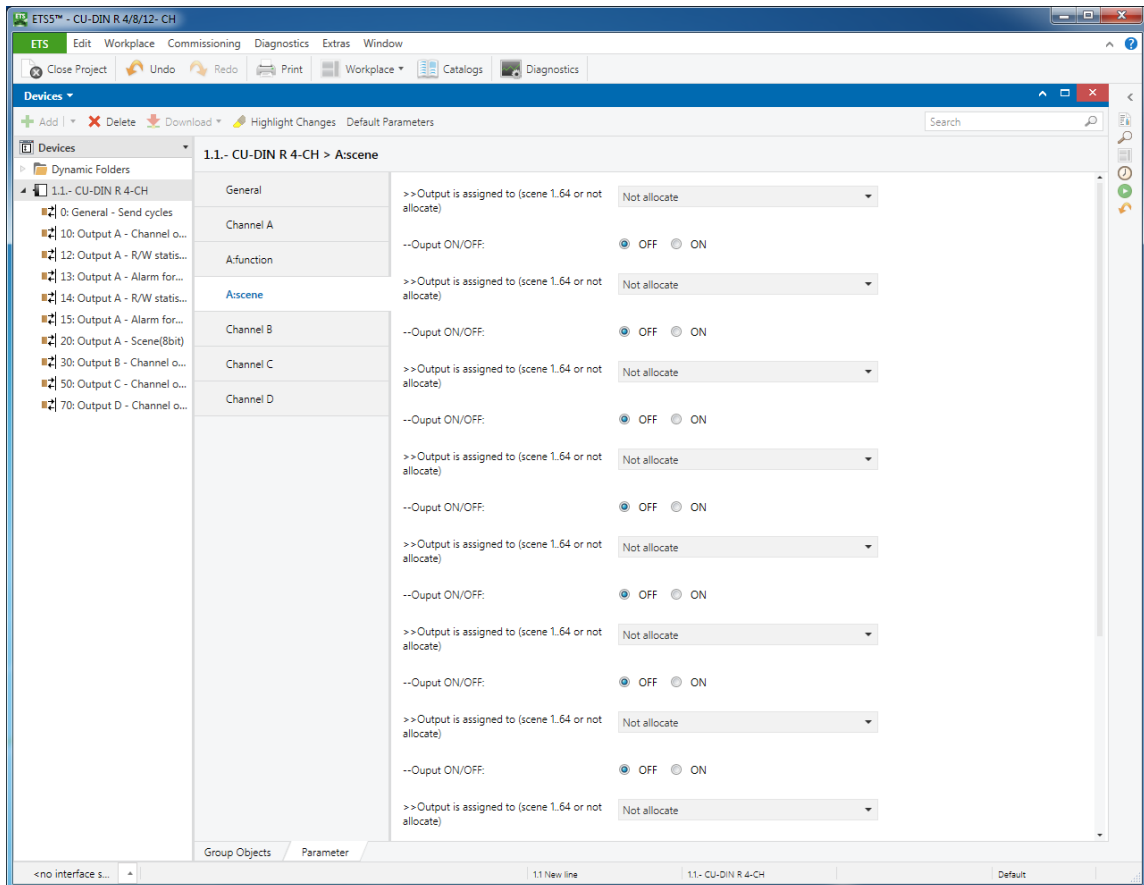 ETS5™ - CU-DIN R 4/8/12- CH
ETS Edit Workplace Commissioning Diagnostics Extras Window
Close Project Undo Redo Print Workplace Catalogs Diagnostics
Devices
Add Delete Download Highlight Changes Default Parameters Search
Devices
Dynamic Folders
1.1.- CU-DIN R 4-CH
0: General - Send cycles
10: Output A - Channel o...
12: Output A - R/W statis...
13: Output A - Alarm for...
14: Output A - R/W statis...
15: Output A - Alarm for...
20: Output A - Scene(8bit)
30: Output B - Channel o...
50: Output C - Channel o...
70: Output D - Channel o...
1.1.- CU-DIN R 4-CH > A:scene
General
Channel A
A:function
A:scene
Channel B
Channel C
Channel D
>>Output is assigned to (scene 1..64 or not
allocate)
Not allocate
--Ouput ON/OFF:
OFF ON
>>Output is assigned to (scene 1..64 or not
allocate)
Not allocate
--Ouput ON/OFF:
OFF ON
>>Output is assigned to (scene 1..64 or not
allocate)
Not allocate
--Ouput ON/OFF:
OFF ON
>>Output is assigned to (scene 1..64 or not
allocate)
Not allocate
--Ouput ON/OFF:
OFF ON
>>Output is assigned to (scene 1..64 or not
allocate)
Not allocate
--Ouput ON/OFF:
OFF ON
>>Output is assigned to (scene 1..64 or not
allocate)
Not allocate
--Ouput ON/OFF:
OFF ON
>>Output is assigned to (scene 1..64 or not
allocate)
Not allocate
--Ouput ON/OFF:
OFF ON
>>Output is assigned to (scene 1..64 or not
allocate)
Not allocate
Group Objects Parameter
<no interface s... 1.1 New line 1.1.- CU-DIN R 4-CH Default